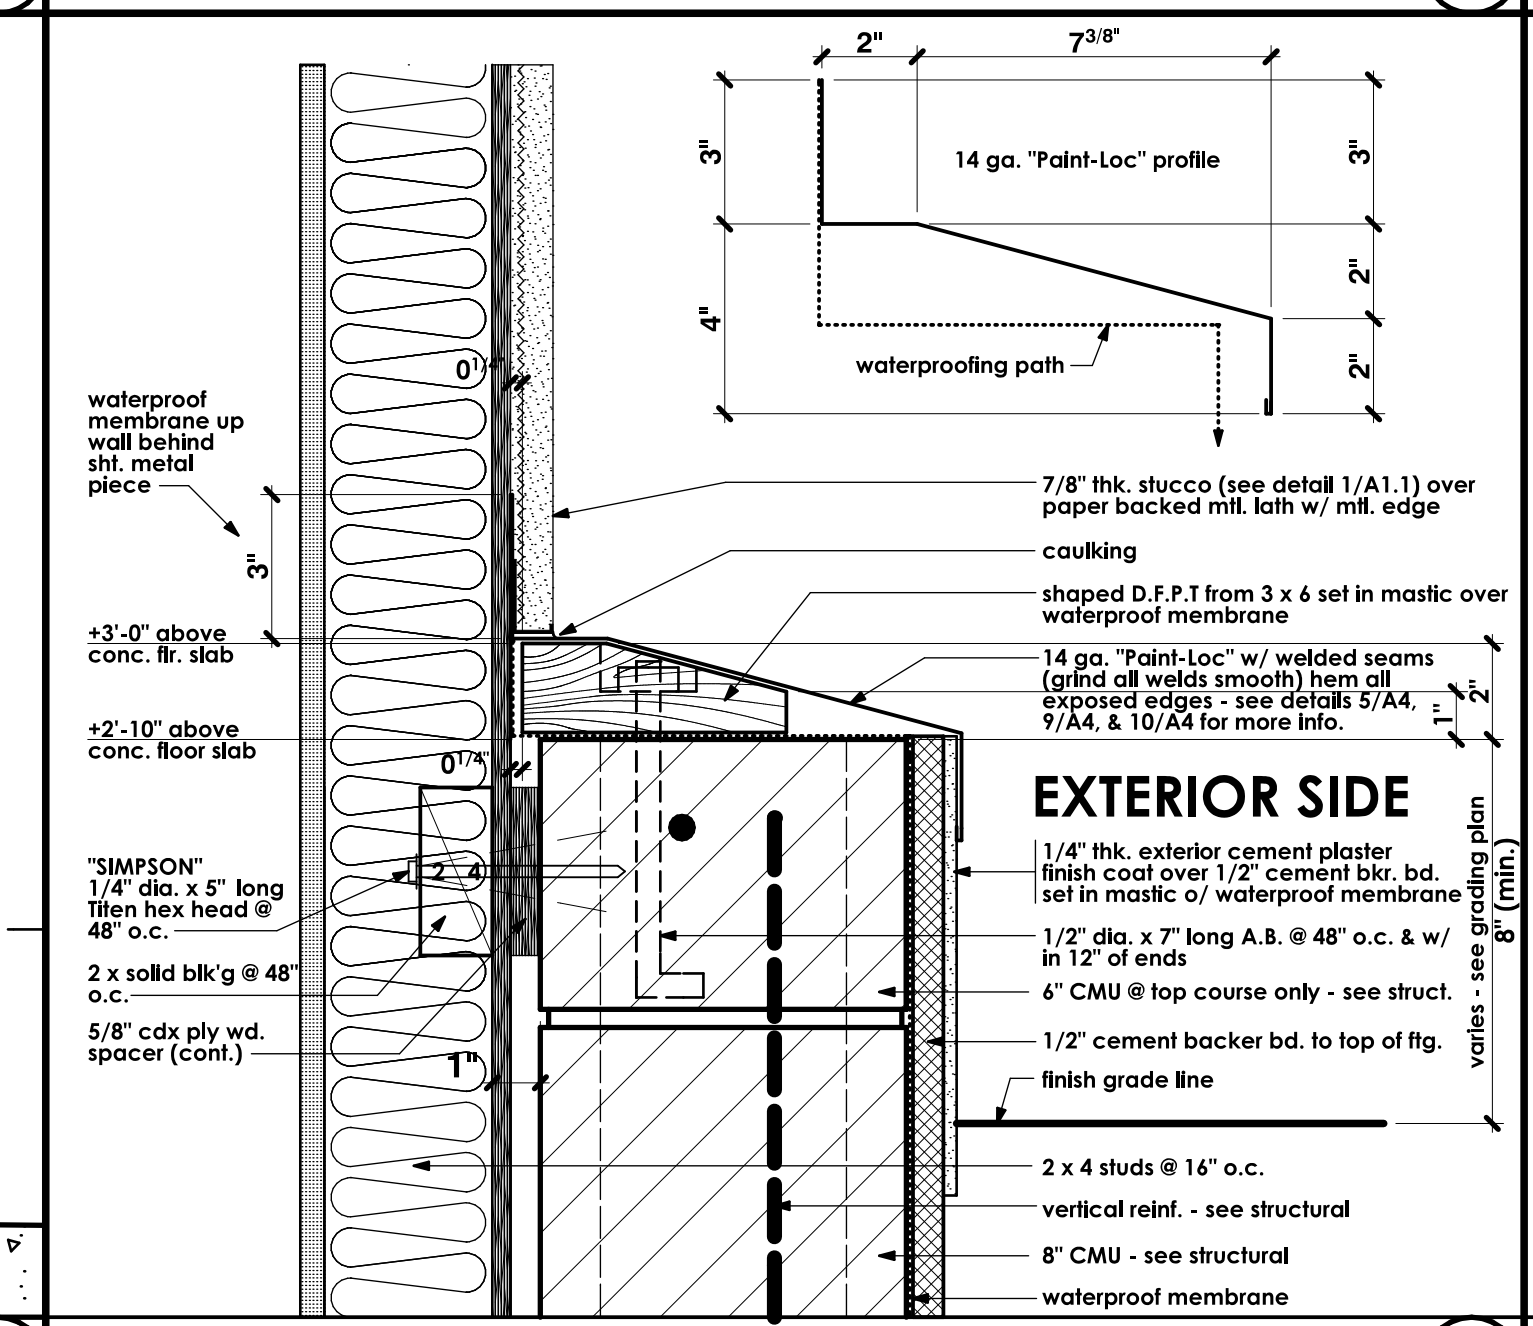 2"
7 3/8"
3"
14 ga. "Paint-Loc" profile
3"
4"
2"
waterproofing path
2"
0 1/4"
waterproof
membrane up
wall behind
sht. metal
piece
3"
7/8" thk. stucco (see detail 1/A1.1) over
paper backed mtl. lath w/ mtl. edge
caulking
shaped D.F.P.T from 3 x 6 set in mastic over
waterproof membrane
+3'-0" above
conc. flr. slab
14 ga. "Paint-Loc" w/ welded seams
(grind all welds smooth) hem all
exposed edges - see details 5/A4,
9/A4, & 10/A4 for more info.
1"
2"
+2'-10" above
conc. floor slab
0 1/4"
EXTERIOR SIDE
1/4" thk. exterior cement plaster
finish coat over 1/2" cement bkr. bd.
set in mastic o/ waterproof membrane
varies - see grading plan
8" (min.)
"SIMPSON"
1/4" dia. x 5" long
Titen hex head @
48" o.c.
2 4
1/2" dia. x 7" long A.B. @ 48" o.c. & w/
in 12" of ends
2 x solid blk'g @ 48"
o.c.
6" CMU @ top course only - see struct.
5/8" cdx ply wd.
spacer (cont.)
1"
1/2" cement backer bd. to top of ftg.
finish grade line
2 x 4 studs @ 16" o.c.
vertical reinf. - see structural
8" CMU - see structural
waterproof membrane